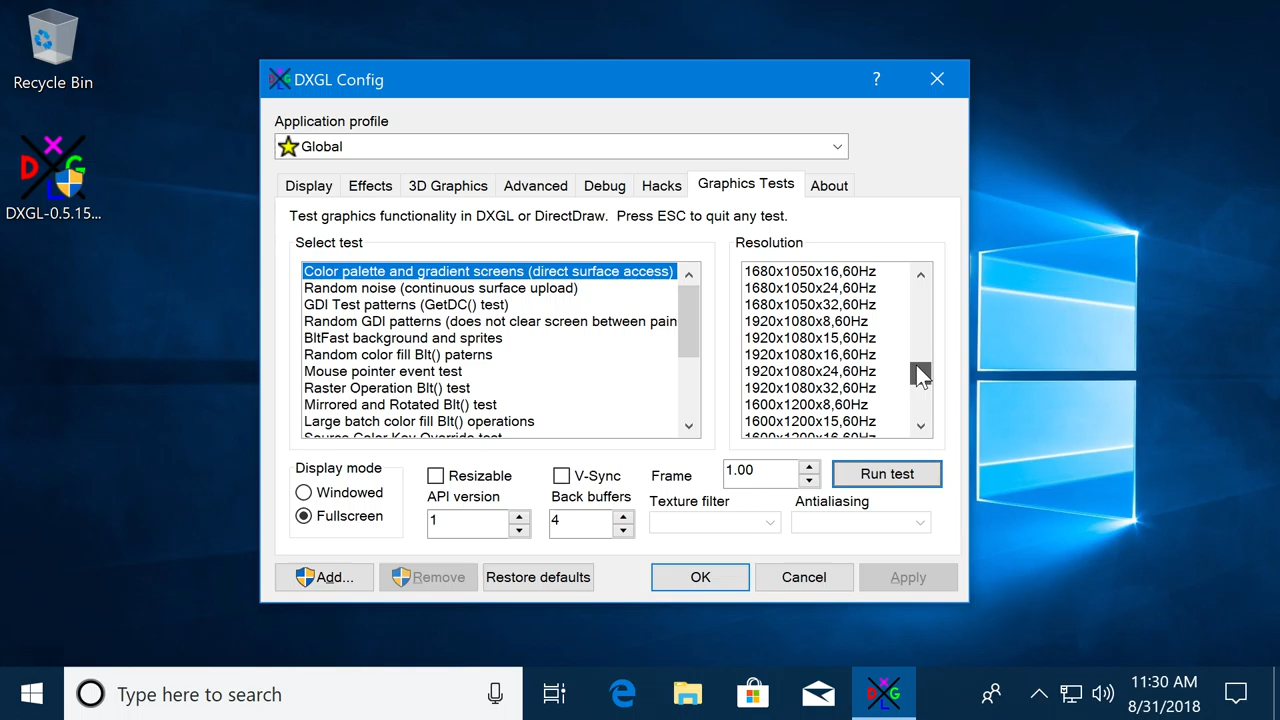 Recycle Bin
DXGL-0.5.15...
DXGL Config
?
Application profile
Global
Display
Effects
3D Graphics
Advanced
Debug
Hacks
Graphics Tests
About
Test graphics functionality in DXGL or DirectDraw. Press ESC to quit any test.
Select test
Color palette and gradient screens (direct surface access)
Random noise (continuous surface upload)
GDI Test patterns (GetDC() test)
Random GDI patterns (does not clear screen between pain
BltFast background and sprites
Random color fill Blt() paterns
Mouse pointer event test
Raster Operation Blt() test
Mirrored and Rotated Blt() test
Large batch color fill Blt() operations
Source Color Key Override test
Resolution
1680x1050x16,60Hz
1680x1050x24,60Hz
1680x1050x32,60Hz
1920x1080x8,60Hz
1920x1080x15,60Hz
1920x1080x16,60Hz
1920x1080x24,60Hz
1920x1080x32,60Hz
1600x1200x8,60Hz
1600x1200x15,60Hz
1600x1200x16,60Hz
Display mode
Windowed
Fullscreen
Resizable
API version
1
V-Sync
Back buffers
4
Frame
1.00
Run test
Texture filter
Antialiasing
Add...
Remove
Restore defaults
OK
Cancel
Apply
Type here to search
11:30 AM
8/31/2018